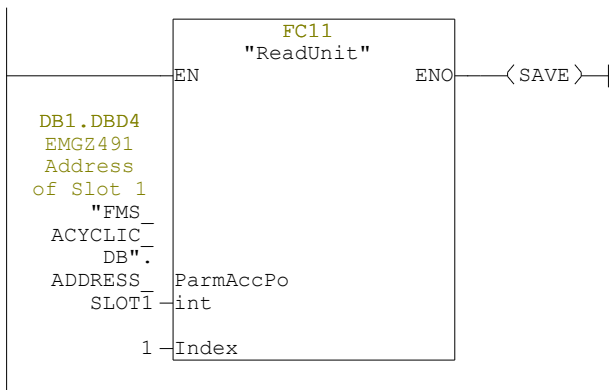 FC11
"ReadUnit"
EN ENO SAVE
DB1.DBD4
EMGZ491
Address
of Slot 1
"FMS_
ACYCLIC_
DB".
ADDRESS_ ParmAccPo
SLOT1 int
1 Index